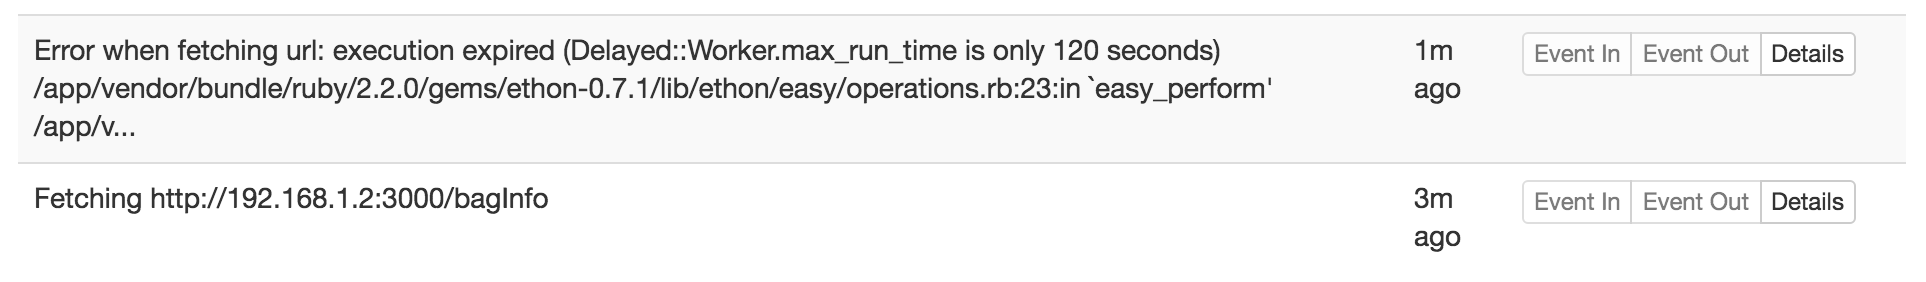 Error when fetching url: execution expired (Delayed::Worker.max_run_time is only 120 seconds)
/app/vendor/bundle/ruby/2.2.0/gems/ethon-0.7.1/lib/ethon/easy/operations.rb:23:in `easy_perform'
/app/v...
1m
ago
Event In
Event Out
Details
Fetching http://192.168.1.2:3000/bagInfo
3m
ago
Event In
Event Out
Details